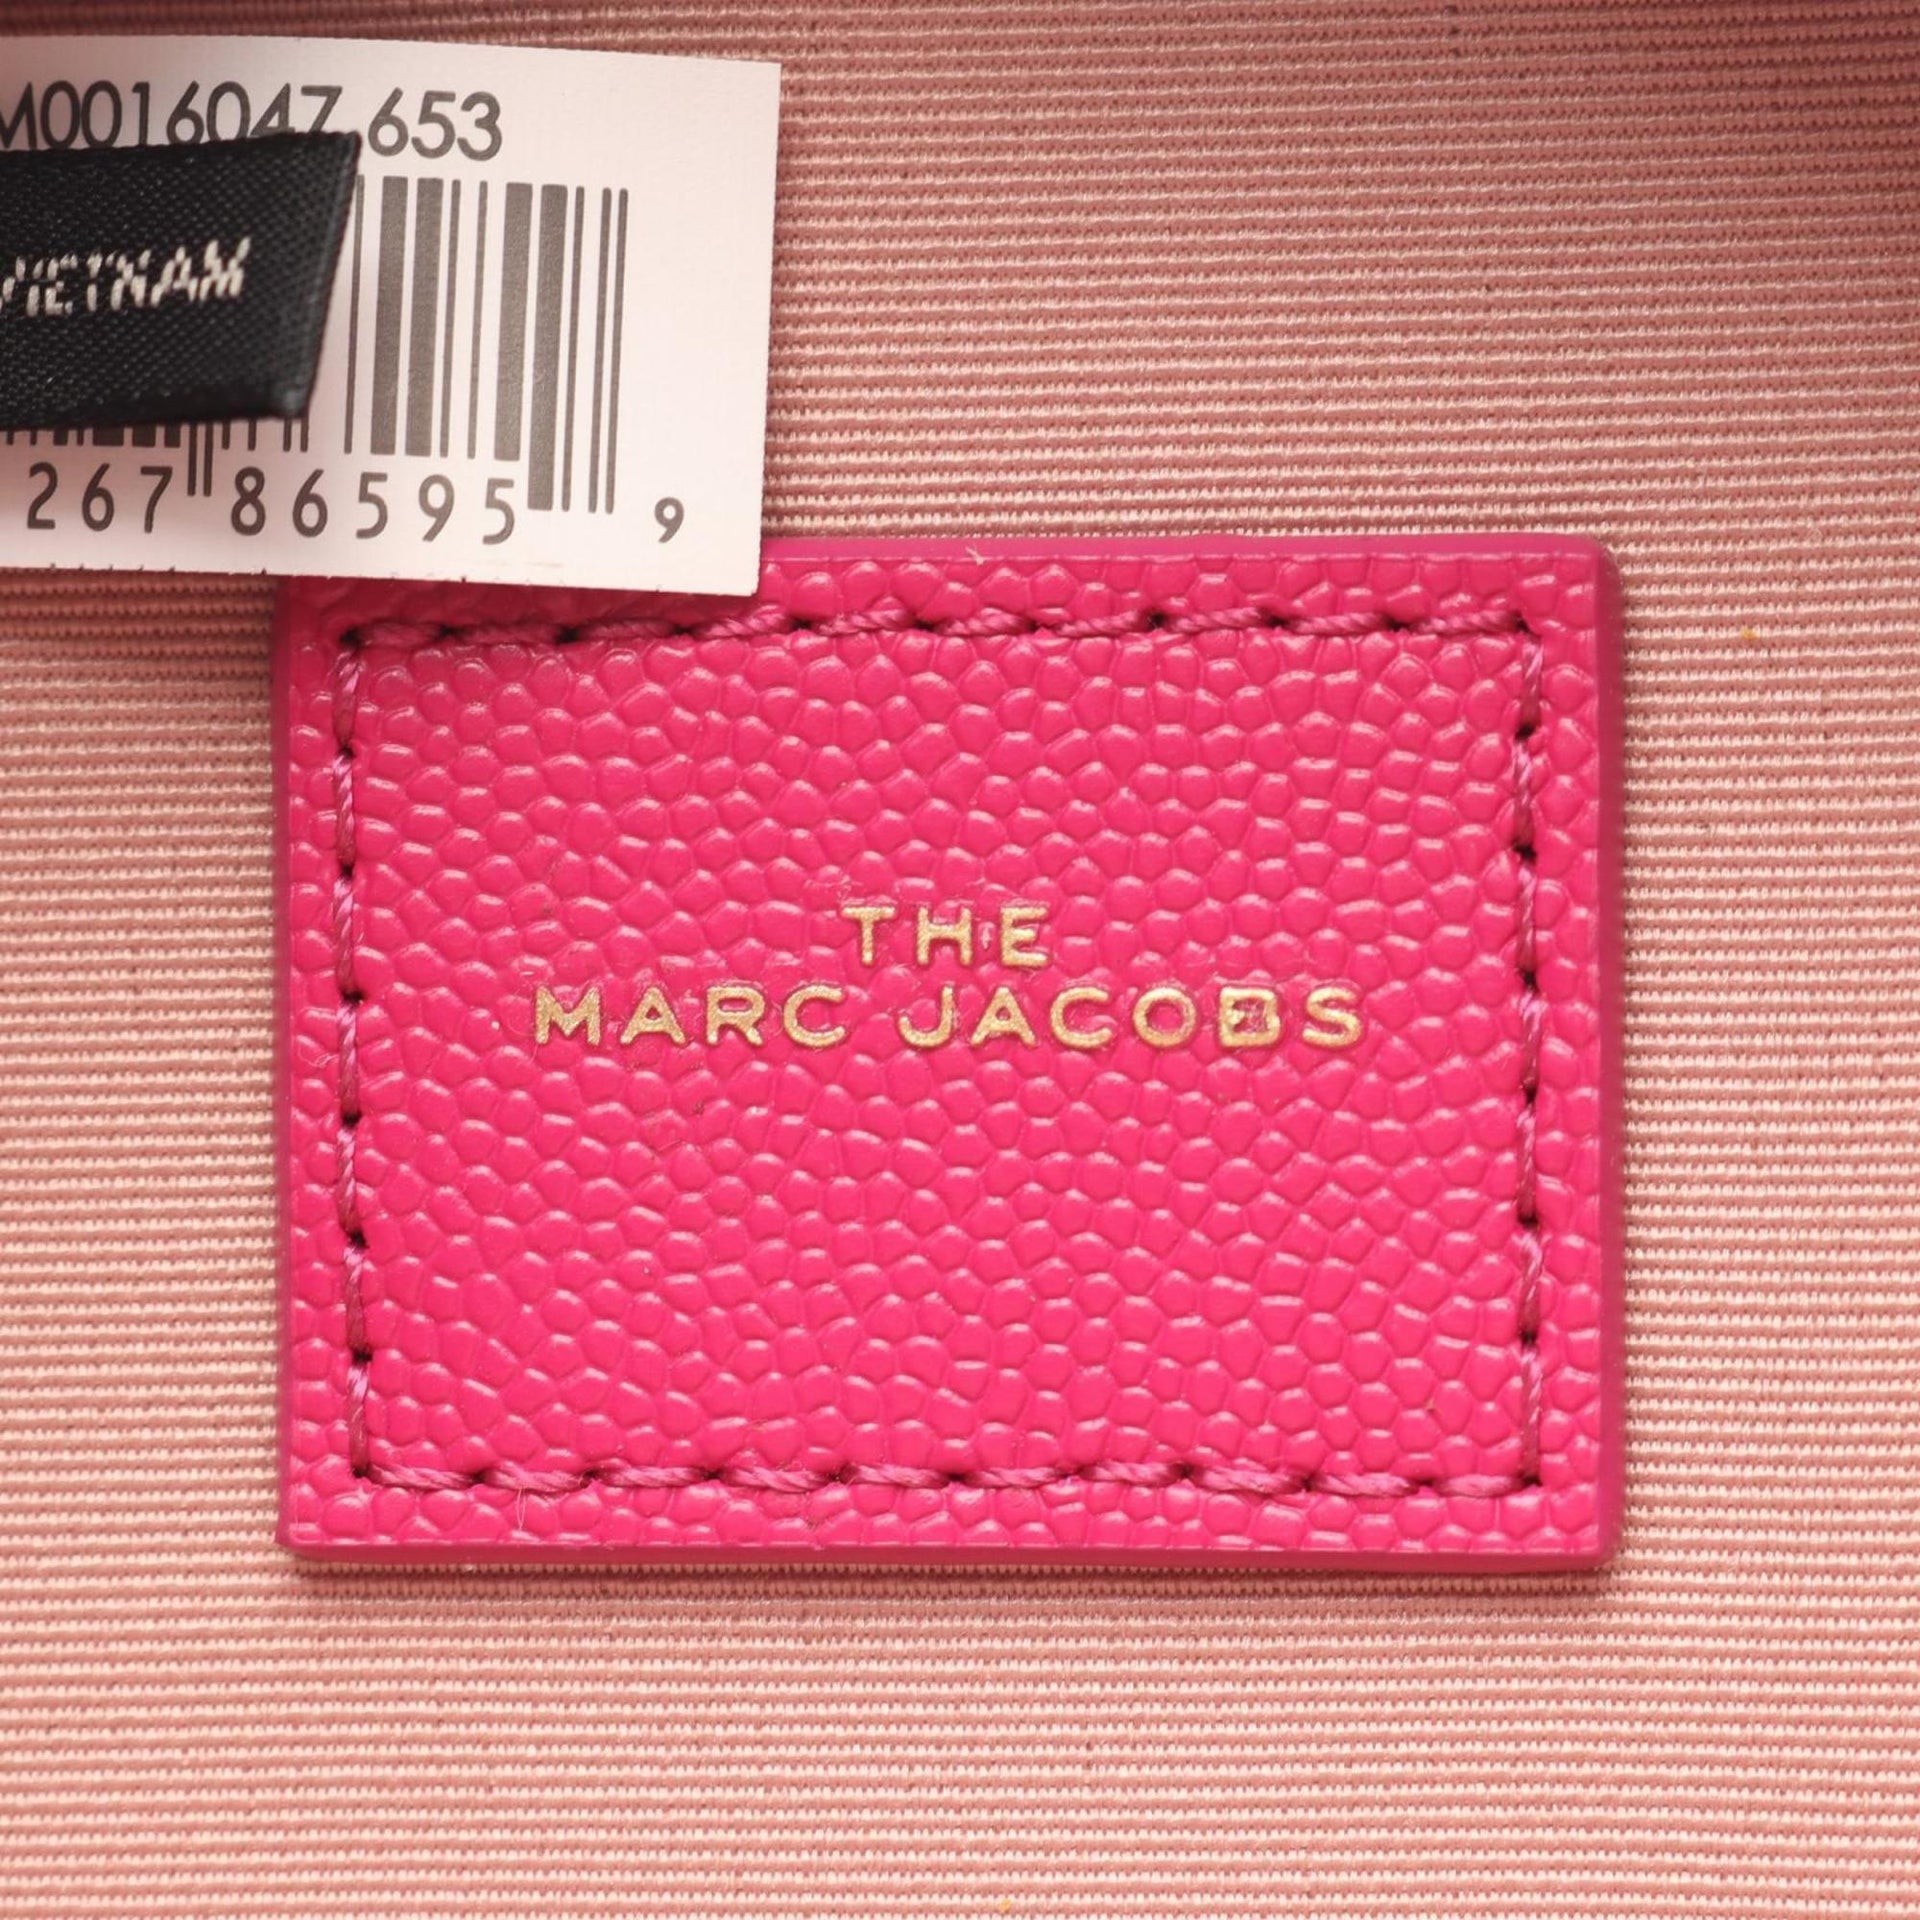 M0016047 653
VIETNAM
267 86595 9
THE
MARC JACOBS